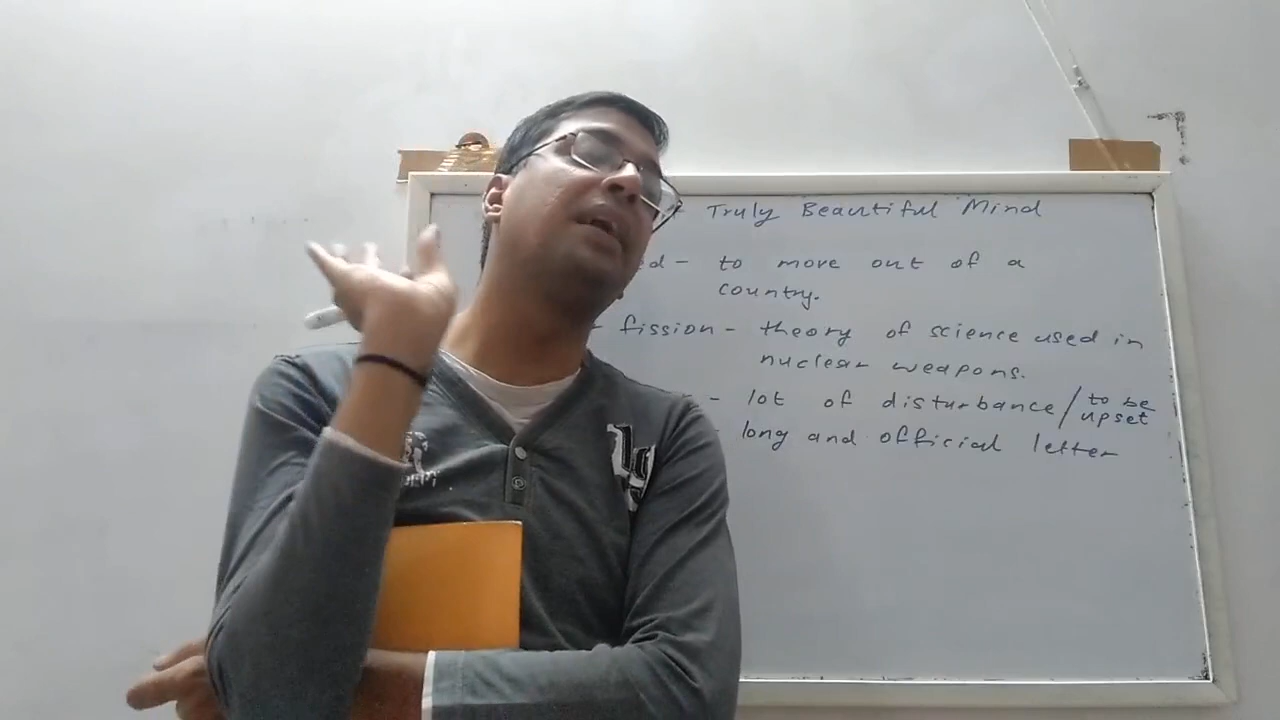 Truly Beautiful Mind
to move out of a
country.
fission - theory of science used in
nuclear weapons.
- lot of disturbance/to be
upset
long and official letter